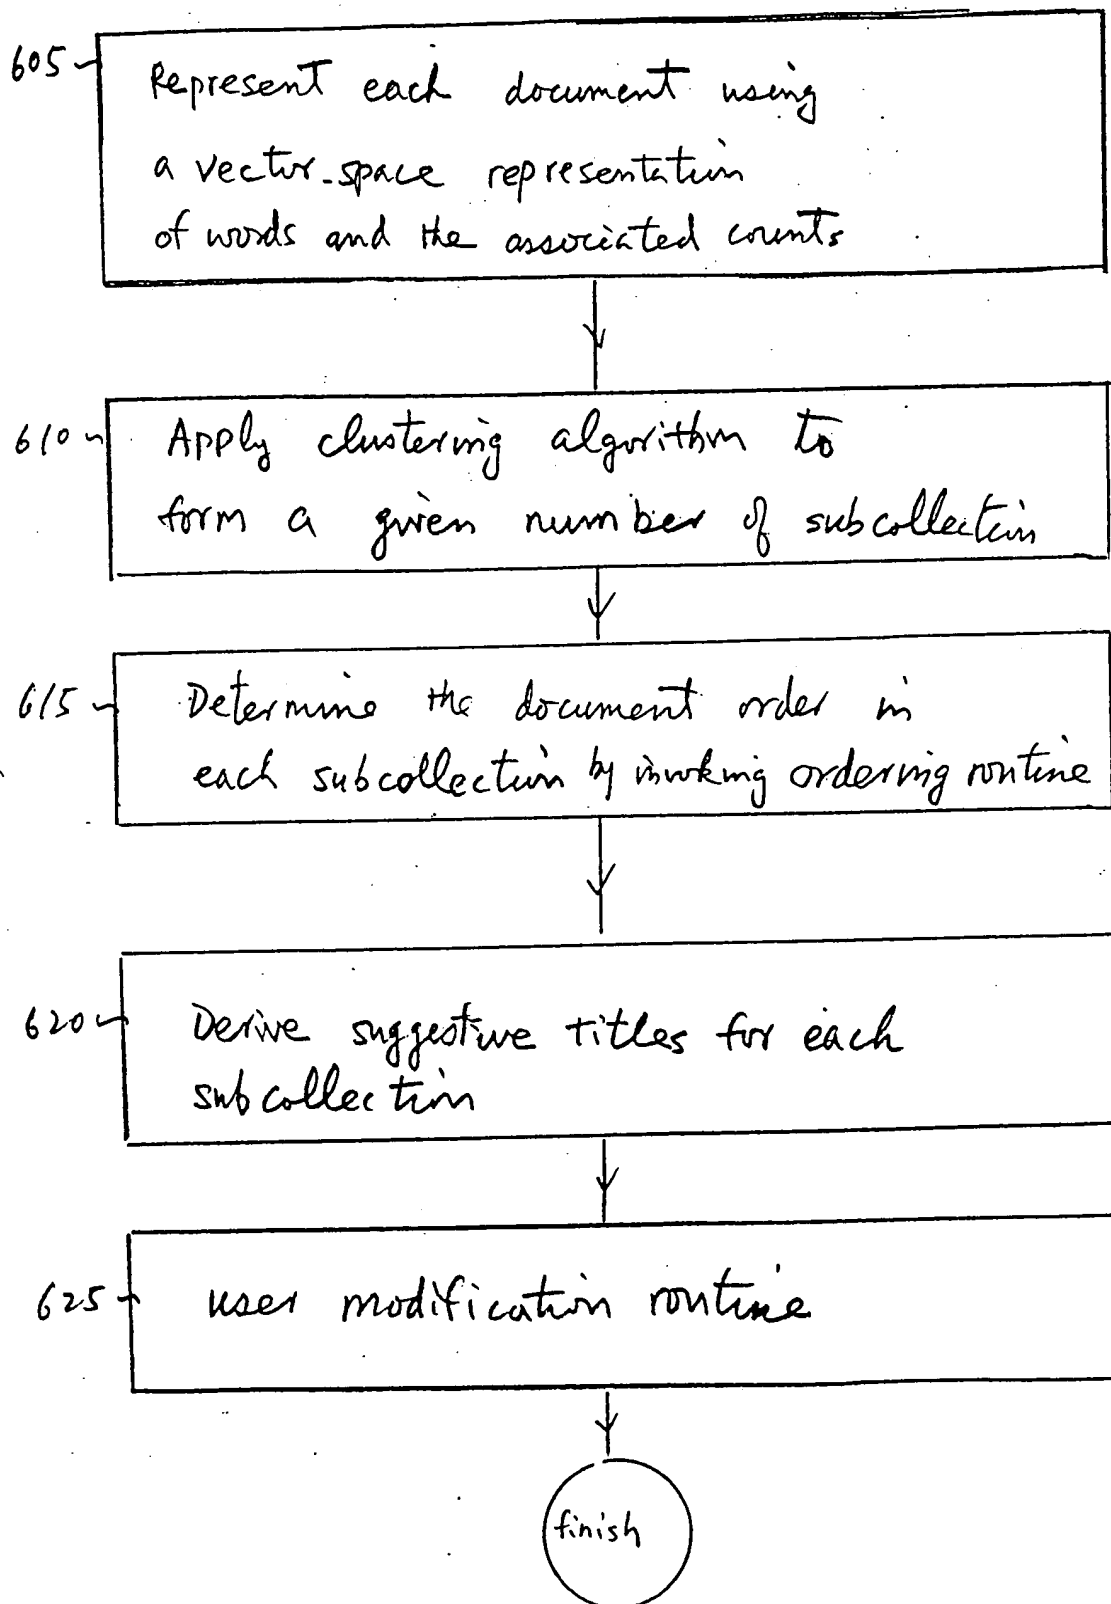 605
Represent each document using
a vector-space representation
of words and the associated counts
610
Apply clustering algorithm to
form a given number of subcollection
615
Determine the document order in
each subcollection by invoking ordering routine
620
Derive suggestive titles for each
subcollection
625
user modification routine
finish